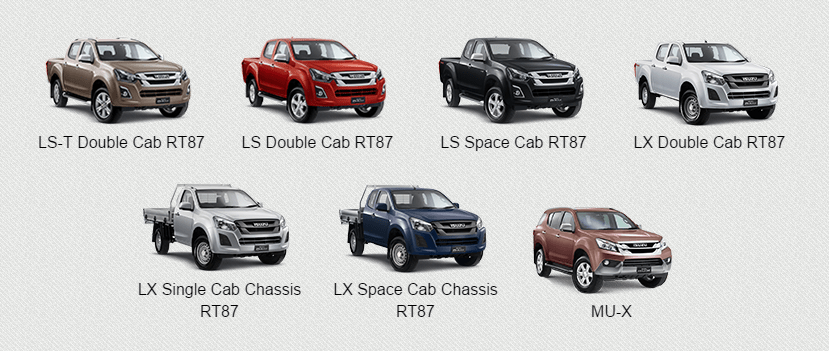 LS-T Double Cab RT87
LS Double Cab RT87
LS Space Cab RT87
LX Double Cab RT87
LX Single Cab Chassis
RT87
LX Space Cab Chassis
RT87
MU-X